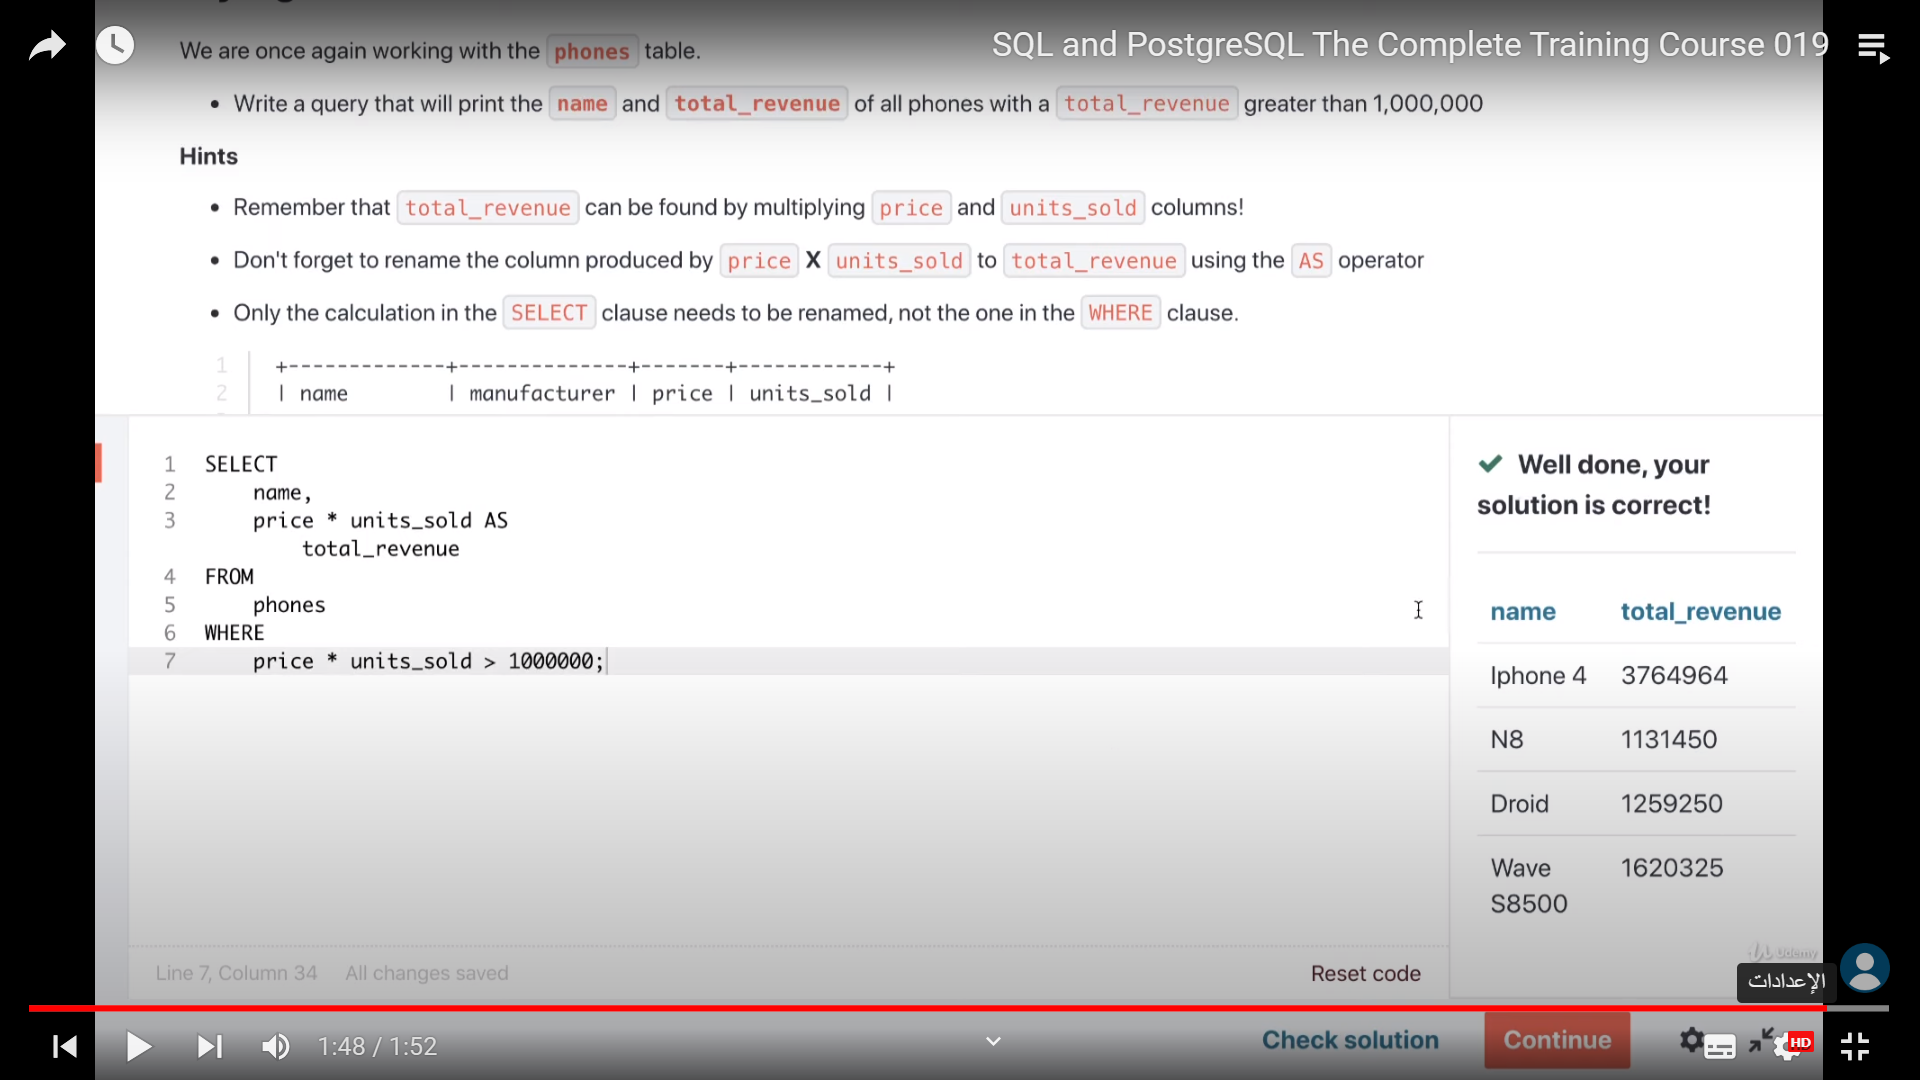 SQL and PostgreSQL The Complete Training Course 019
We are once again working with the phones table.
• Write a query that will print the name and total_revenue of all phones with a total_revenue greater than 1,000,000
Hints
• Remember that total_revenue can be found by multiplying price and units_sold columns!
• Don't forget to rename the column produced by price X units_sold to total_revenue using the AS operator
• Only the calculation in the SELECT clause needs to be renamed, not the one in the WHERE clause.
1 +-------------+--------------+-------+------------+
2 | name | manufacturer | price | units_sold |
1 SELECT
2 name,
3 price * units_sold AS
total_revenue
4 FROM
5 phones
6 WHERE
7 price * units_sold > 1000000;
Line 7, Column 34 All changes saved
Reset code
Well done, your
solution is correct!
name total_revenue
Iphone 4 3764964
N8 1131450
Droid 1259250
Wave 1620325
S8500
Udemy
الإعدادات
1:48 / 1:52
Check solution
Continue
HD